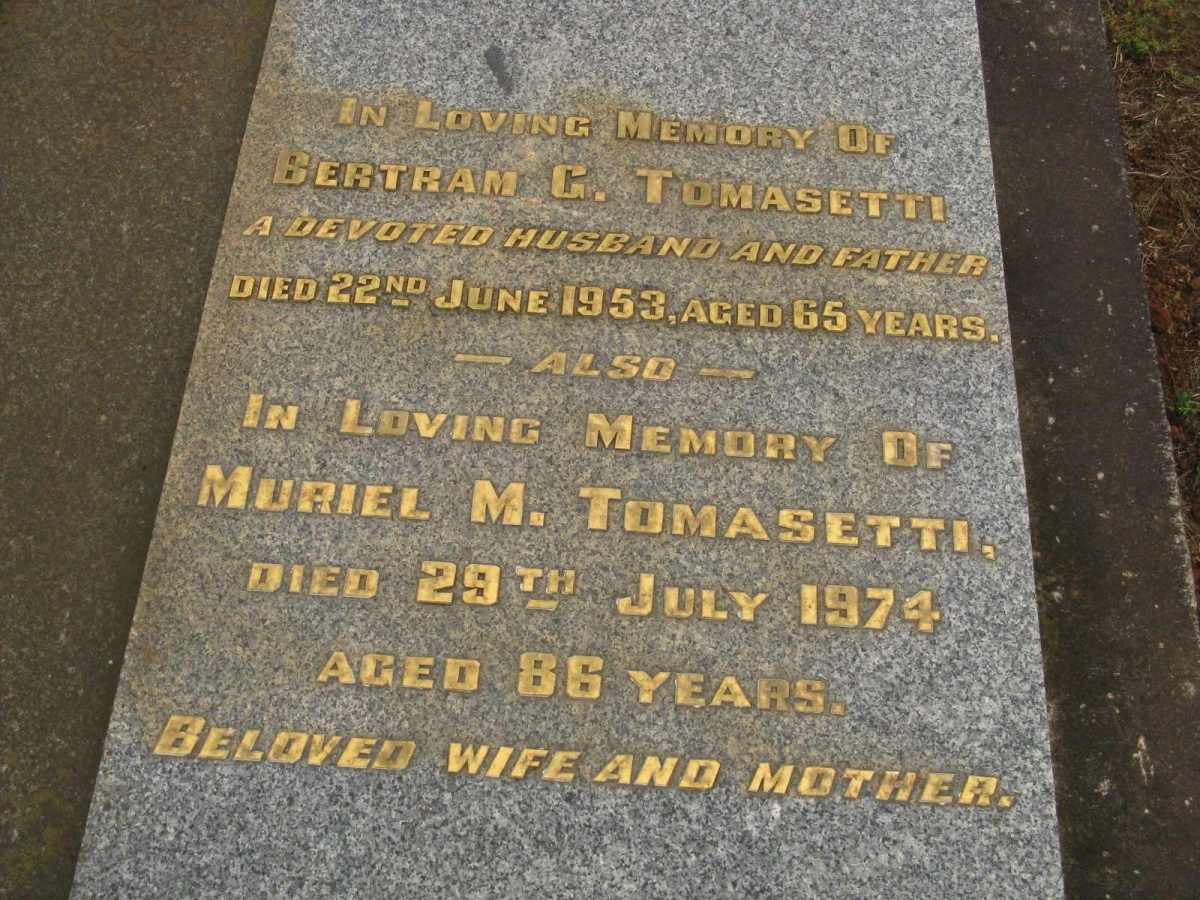 In Loving Memory Of
Bertram G. Tomasetti
A DEVOTED HUSBAND AND FATHER
DIED 22ND JUNE 1953, AGED 65 YEARS.
— ALSO —
In Loving Memory Of
Muriel M. Tomasetti,
DIED 29TH JULY 1974
AGED 86 YEARS.
BELOVED WIFE AND MOTHER.